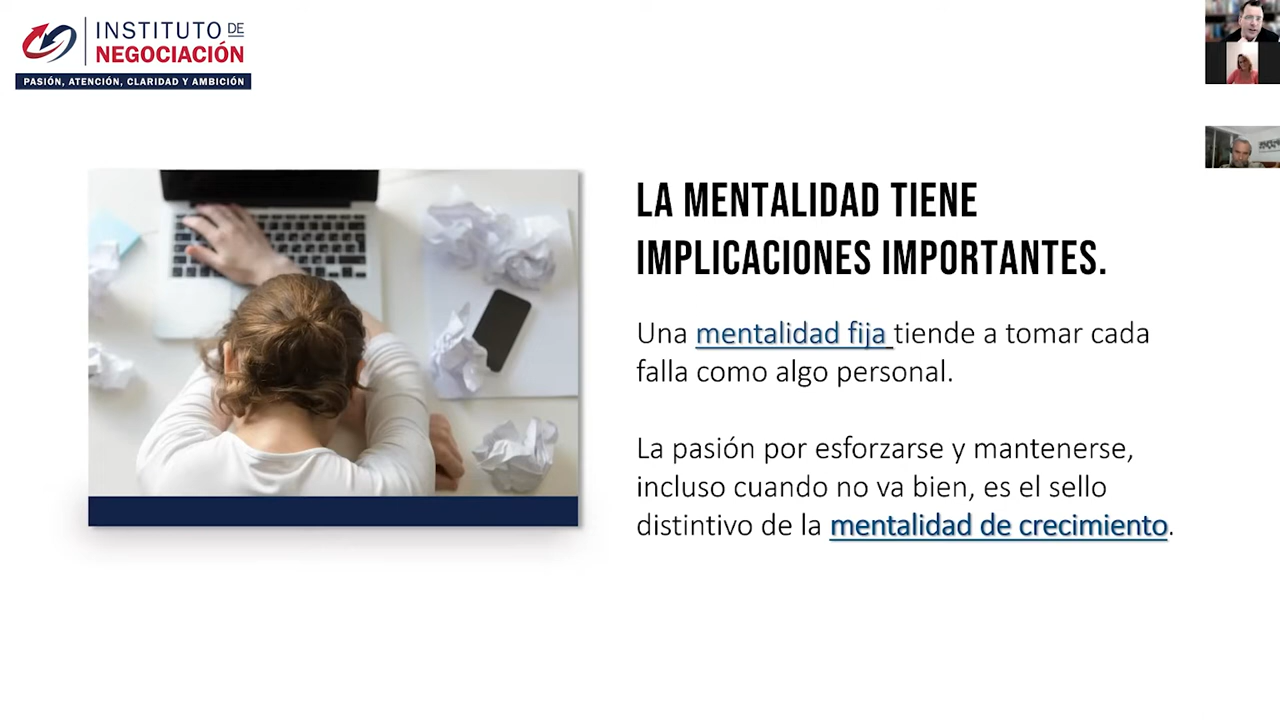 INSTITUTO DE
NEGOCIACIÓN
PASIÓN, ATENCIÓN, CLARIDAD Y AMBICIÓN
LA MENTALIDAD TIENE
IMPLICACIONES IMPORTANTES.
Una mentalidad fija tiende a tomar cada
falla como algo personal.
La pasión por esforzarse y mantenerse,
incluso cuando no va bien, es el sello
distintivo de la mentalidad de crecimiento.